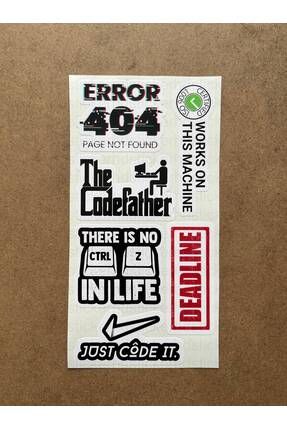 ERROR
404
PAGE NOT FOUND
CERTIFIED
WORKS ON
THIS MACHINE
The
Codefather
THERE IS NO
CTRL Z
IN LIFE
DEADLINE
JUST CODE IT.